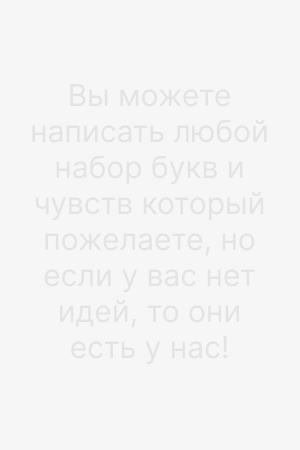 Вы можете
написать любой
набор букв и
чувств который
пожелаете, но
если у вас нет
идей, то они
есть у нас!